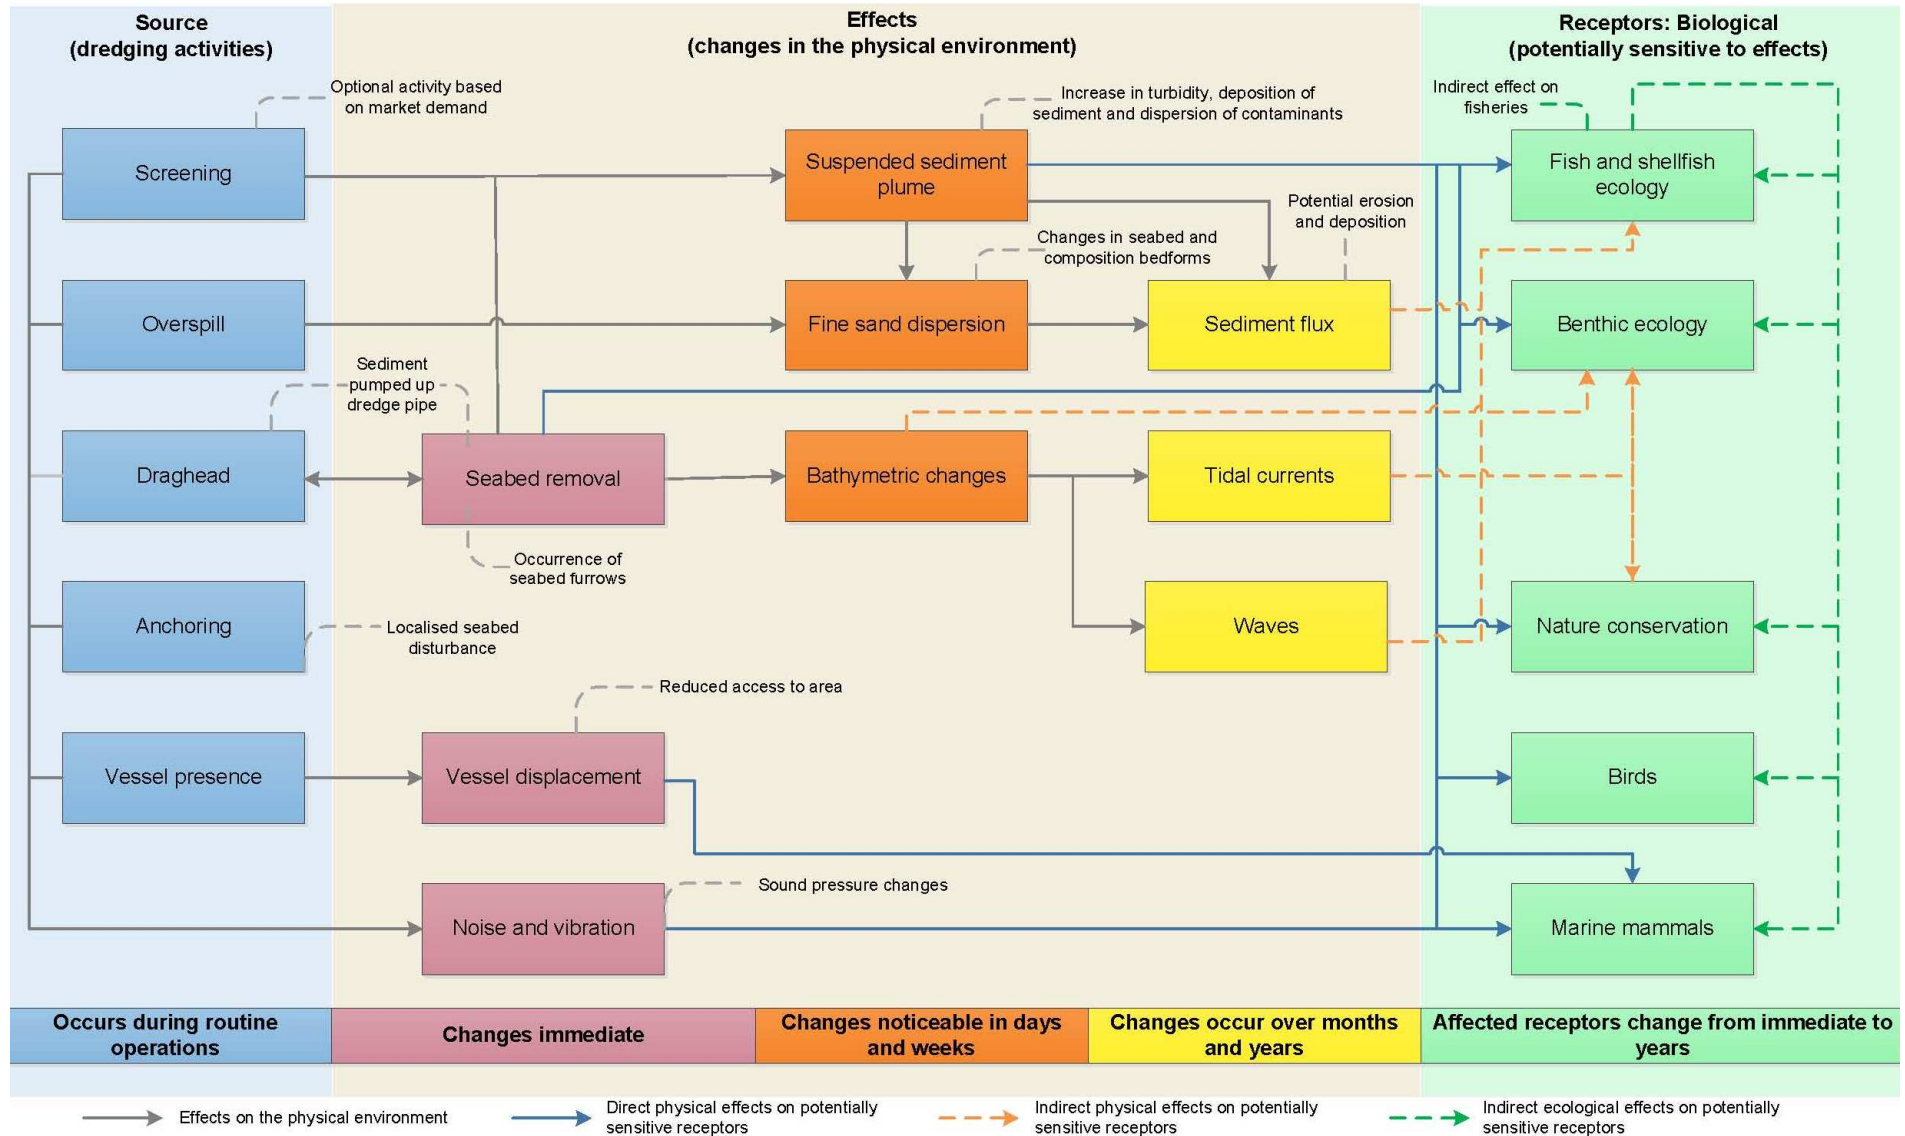 Source
(dredging activities)
Effects
(changes in the physical environment)
Receptors: Biological
(potentially sensitive to effects)
Optional activity based
on market demand
Increase in turbidity, deposition of
sediment and dispersion of contaminants
Indirect effect on
fisheries
Screening
Suspended sediment
plume
Fish and shellfish
ecology
Potential erosion
and deposition
Changes in seabed and
composition bedforms
Overspill
Fine sand dispersion
Sediment flux
Benthic ecology
Sediment
pumped up
dredge pipe
Draghead
Seabed removal
Bathymetric changes
Tidal currents
Occurrence of
seabed furrows
Anchoring
Localised seabed
disturbance
Waves
Nature conservation
Reduced access to area
Vessel presence
Vessel displacement
Birds
Sound pressure changes
Noise and vibration
Marine mammals
Occurs during routine
operations
Changes immediate
Changes noticeable in days
and weeks
Changes occur over months
and years
Affected receptors change from immediate to
years
Effects on the physical environment
Direct physical effects on potentially
sensitive receptors
Indirect physical effects on potentially
sensitive receptors
Indirect ecological effects on potentially
sensitive receptors